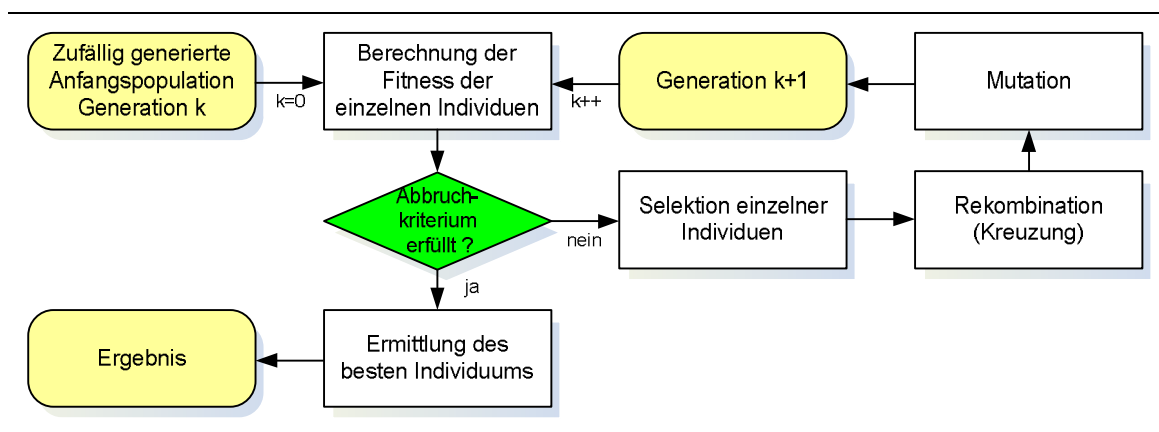 Zufällig generierte
Anfangspopulation
Generation k
k=0
Berechnung der
Fitness der
einzelnen Individuen
k++
Generation k+1
Mutation
Abbruch-
kriterium
erfüllt ?
nein
Selektion einzelner
Individuen
Rekombination
(Kreuzung)
ja
Ergebnis
Ermittlung des
besten Individuums